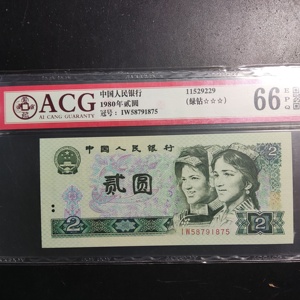 ACG
AI CANG GUARANTY
中国人民银行
1980年贰圆
冠号：IW58791875
11529229
(绿钻☆☆☆)
66
E
P
Q
中国人民银行
贰圆
2
2
IW58791875